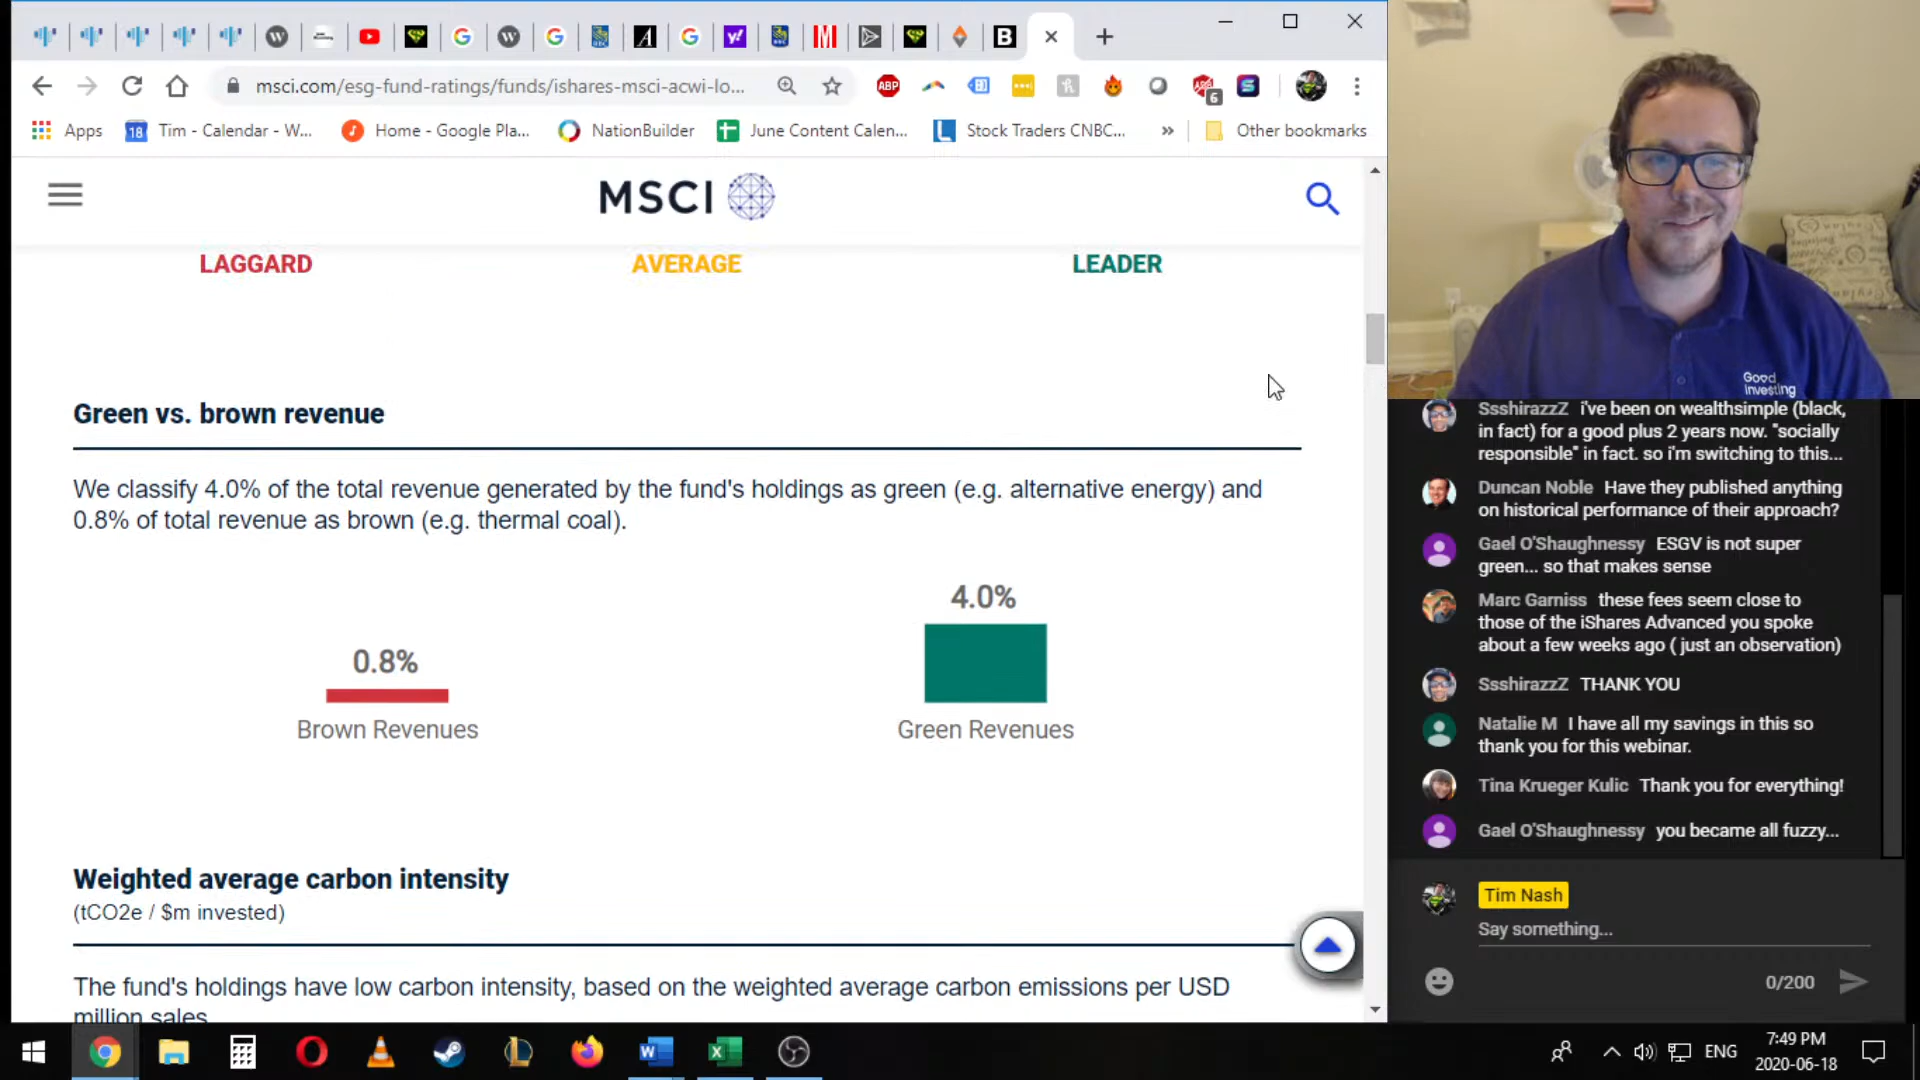 msci.com/esg-fund-ratings/funds/ishares-msci-acwi-lo...
ABP
6
Apps
18
Tim - Calendar - W...
Home - Google Pla...
NationBuilder
June Content Calen...
Stock Traders CNBC...
»
Other bookmarks
MSCI
LAGGARD
AVERAGE
LEADER
Green vs. brown revenue
We classify 4.0% of the total revenue generated by the fund's holdings as green (e.g. alternative energy) and
0.8% of total revenue as brown (e.g. thermal coal).
0.8%
Brown Revenues
4.0%
Green Revenues
Weighted average carbon intensity
(tCO2e / $m invested)
The fund's holdings have low carbon intensity, based on the weighted average carbon emissions per USD
million sales
Good
investing
SsshirazzZ i've been on wealthsimple (black,
in fact) for a good plus 2 years now. "socially
responsible" in fact. so i'm switching to this...
Duncan Noble Have they published anything
on historical performance of their approach?
Gael O'Shaughnessy ESGV is not super
green... so that makes sense
Marc Garniss these fees seem close to
those of the iShares Advanced you spoke
about a few weeks ago ( just an observation)
SsshirazzZ THANK YOU
Natalie M I have all my savings in this so
thank you for this webinar.
Tina Krueger Kulic Thank you for everything!
Gael O'Shaughnessy you became all fuzzy...
Tim Nash
Say something...
0/200
ENG
7:49 PM
2020-06-18